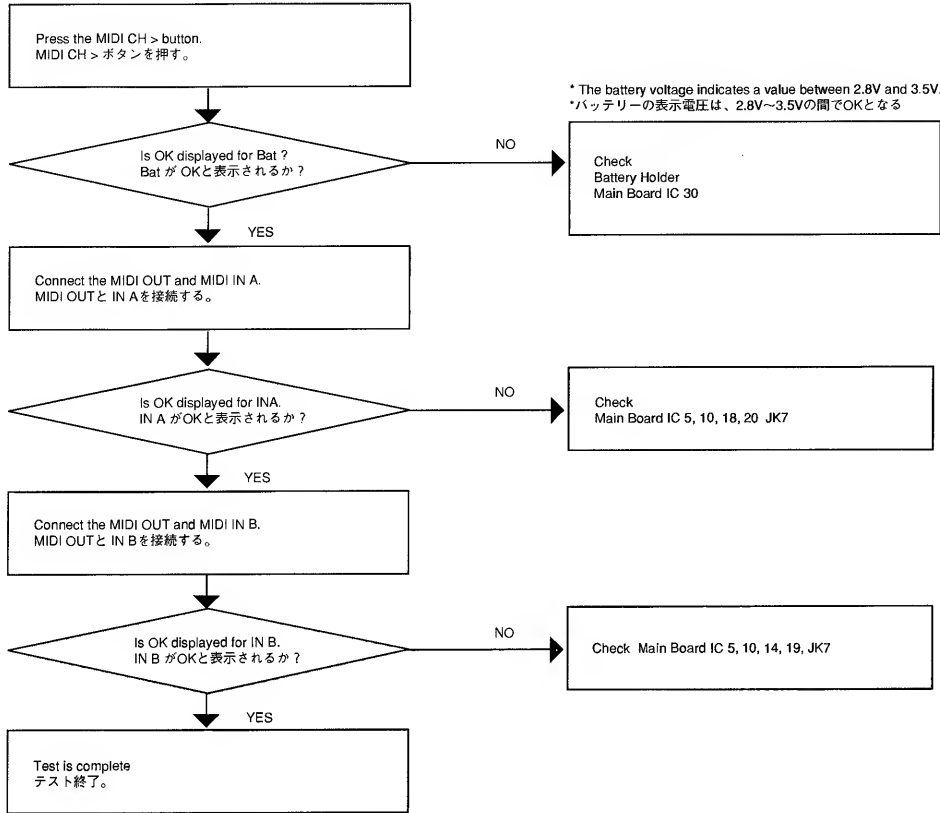 Press the MIDI CH > button.
MIDI CH > ボタンを押す。
* The battery voltage indicates a value between 2.8V and 3.5V.
*バッテリーの表示電圧は、2.8V～3.5Vの間でOKとなる
Is OK displayed for Bat ?
Bat が OKと表示されるか？
NO
Check
Battery Holder
Main Board IC 30
YES
Connect the MIDI OUT and MIDI IN A.
MIDI OUTと IN Aを接続する。
Is OK displayed for INA.
IN A がOKと表示されるか？
NO
Check
Main Board IC 5, 10, 18, 20 JK7
YES
Connect the MIDI OUT and MIDI IN B.
MIDI OUTと IN Bを接続する。
Is OK displayed for IN B.
IN B がOKと表示されるか？
NO
Check Main Board IC 5, 10, 14, 19, JK7
YES
Test is complete
テスト終了。